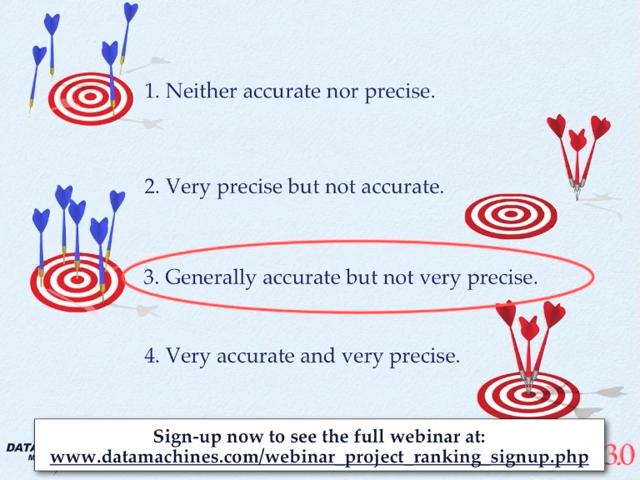 1. Neither accurate nor precise.
2. Very precise but not accurate.
3. Generally accurate but not very precise.
4. Very accurate and very precise.
Sign-up now to see the full webinar at:
www.datamachines.com/webinar_project_ranking_signup.php
3.0